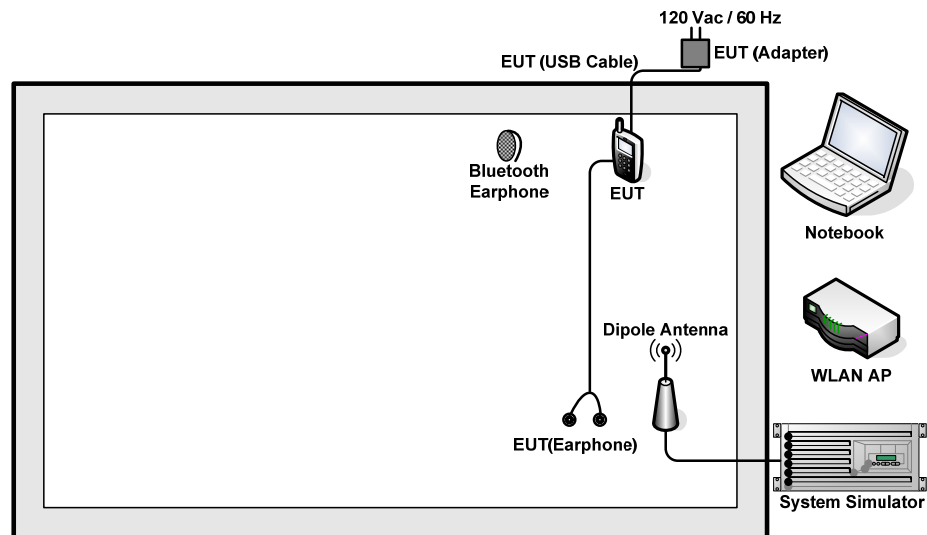 120 Vac / 60 Hz
EUT (Adapter)
EUT (USB Cable)
Bluetooth
Earphone
EUT
Notebook
Dipole Antenna
WLAN AP
EUT(Earphone)
System Simulator